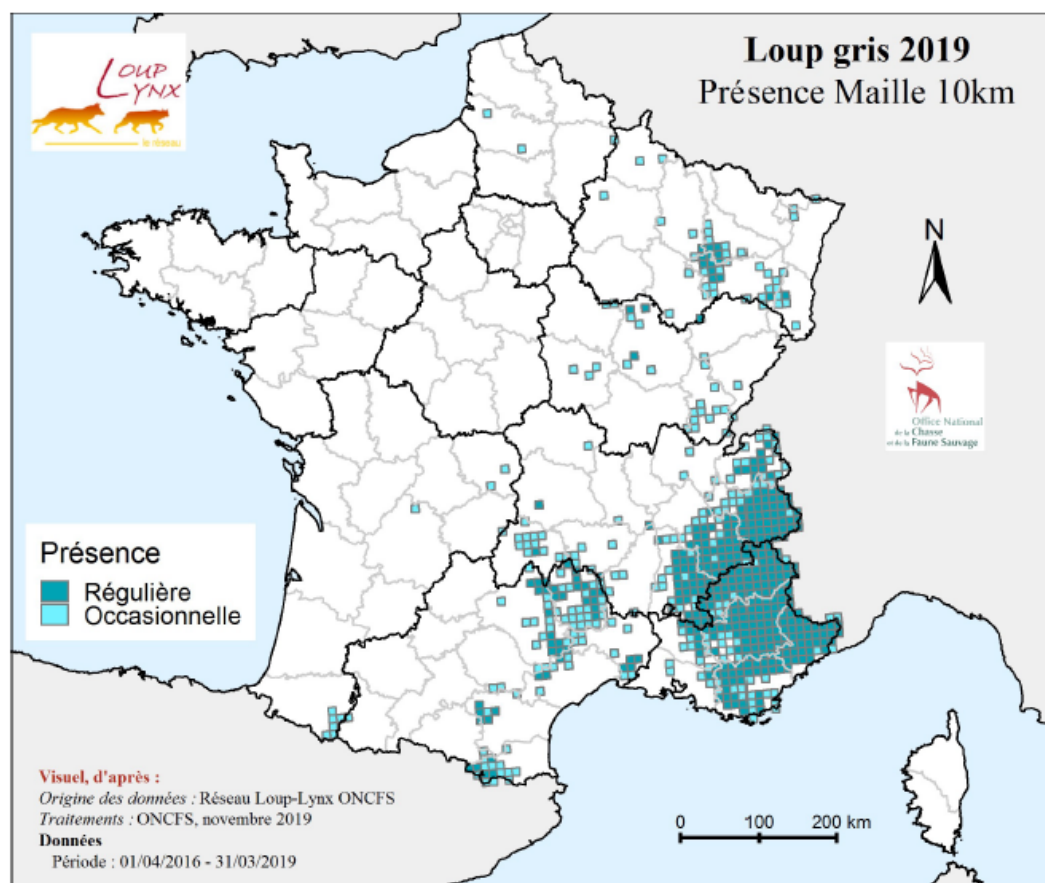 Loup gris 2019
Présence Maille 10km
LOUP
LYNX
le réseau
N
Office National
de la Chasse
et de la Faune Sauvage
Présence
Régulière
Occasionnelle
Visuel, d'après :
Origine des données : Réseau Loup-Lynx ONCFS
Traitements : ONCFS, novembre 2019
Données
Période : 01/04/2016 - 31/03/2019
0 100 200 km